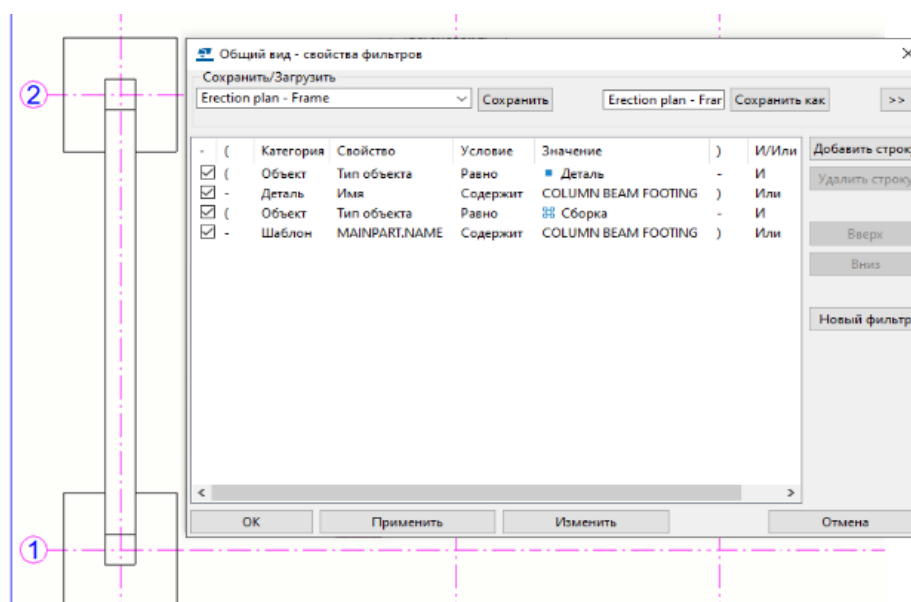 Общий вид - свойства фильтров
Сохранить/Загрузить
Erection plan - Frame Сохранить Erection plan - Frar Сохранить как >>
- ( Категория Свойство Условие Значение ) И/Или Добавить строк
( Объект Тип объекта Равно Деталь - И Удалить строку
- Деталь Имя Содержит COLUMN BEAM FOOTING ) Или
( Объект Тип объекта Равно Сборка - И
- Шаблон MAINPART.NAME Содержит COLUMN BEAM FOOTING ) Или Вверх
Вниз
Новый фильтр
ОК Применить Изменить Отмена
2
1